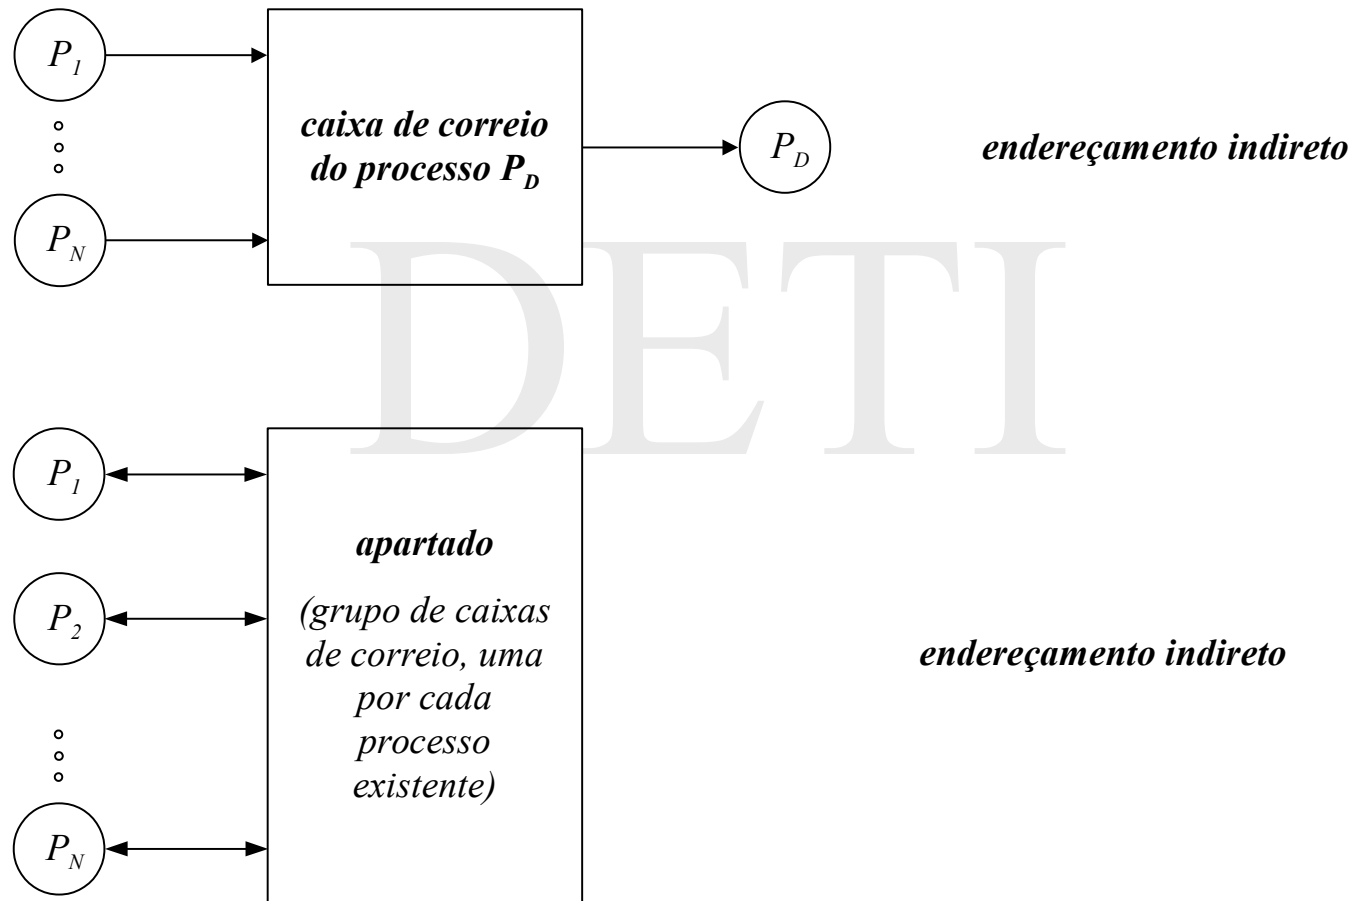 P₁
caixa de correio
do processo P_D
P_D
endereçamento indireto
P_N
DETI
P₁
apartado
P₂
(grupo de caixas
de correio, uma
por cada
processo
existente)
endereçamento indireto
P_N